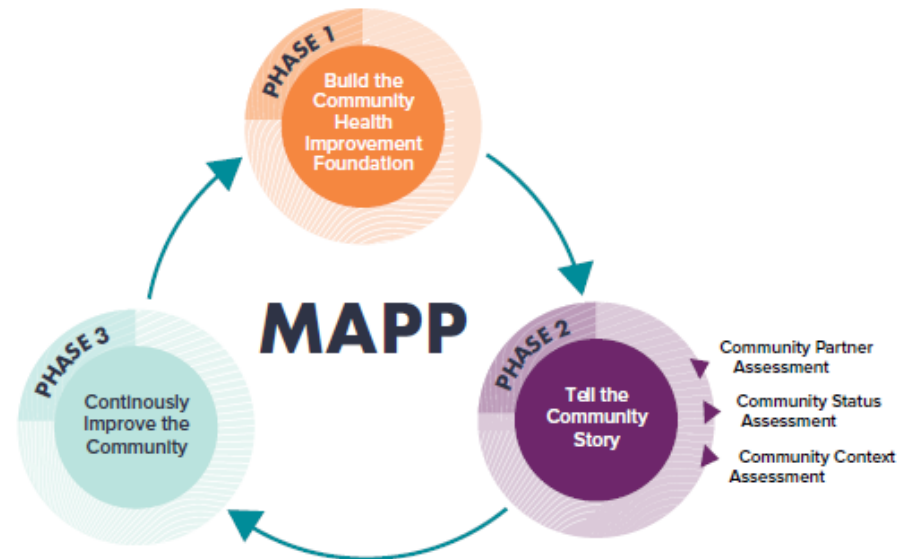 PHASE 1
Build the
Community
Health
Improvement
Foundation
MAPP
PHASE 2
Tell the
Community
Story
Community Partner
Assessment
Community Status
Assessment
Community Context
Assessment
PHASE 3
Continously
Improve the
Community